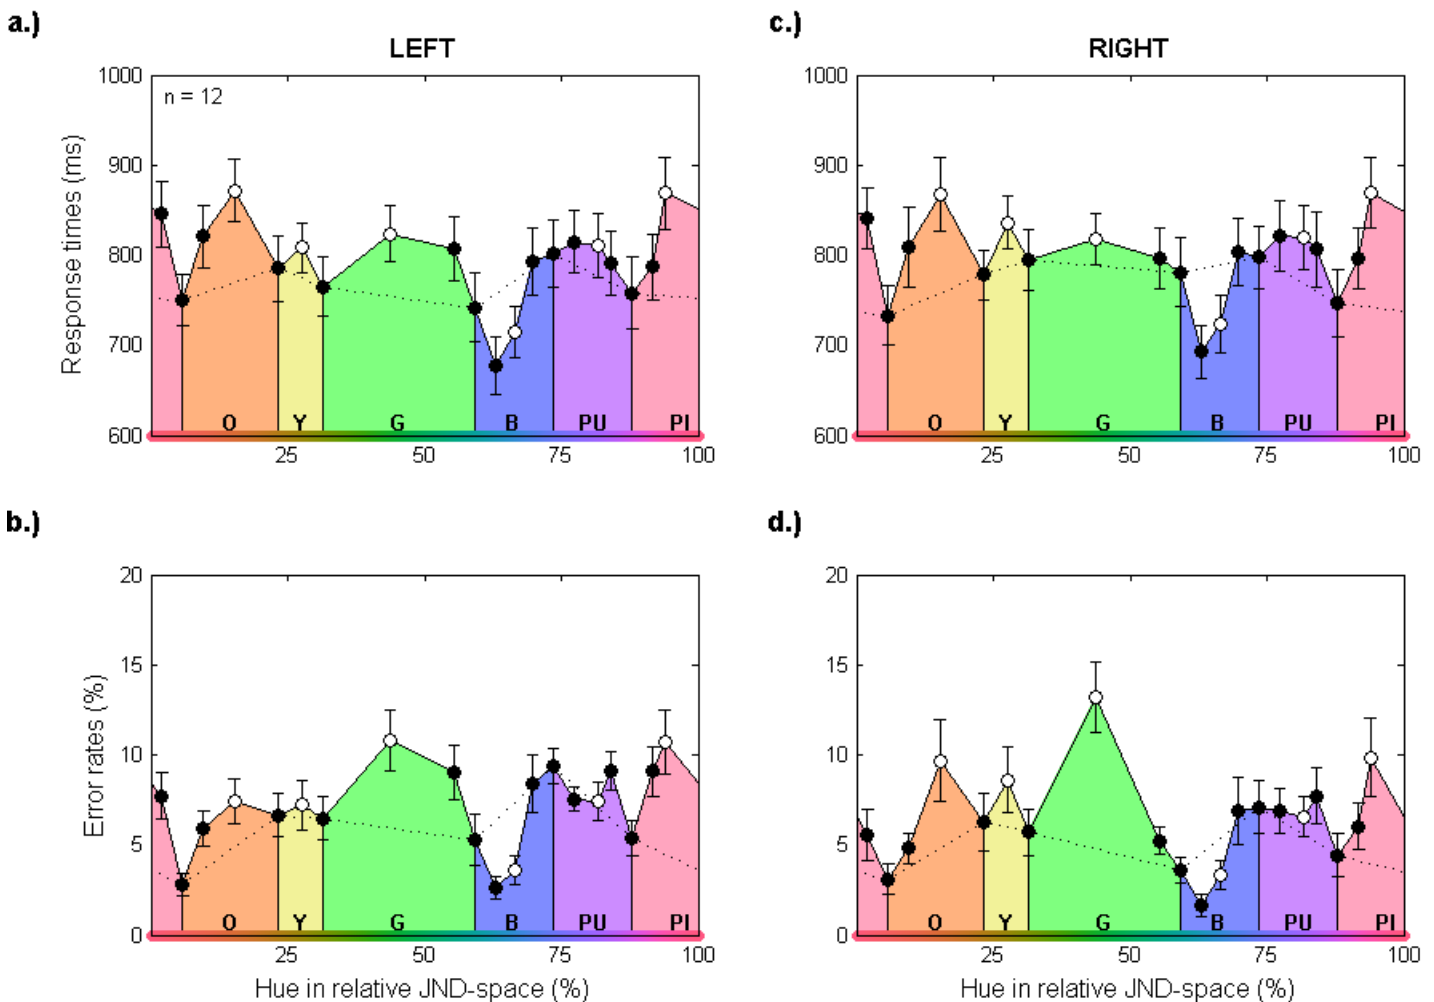 a.)
LEFT
1000
n = 12
900
800
700
600
Response times (ms)
O Y G B PU PI
25 50 75 100
c.)
RIGHT
1000
900
800
700
600
O Y G B PU PI
25 50 75 100
b.)
20
15
10
5
0
Error rates (%)
O Y G B PU PI
25 50 75 100
Hue in relative JND-space (%)
d.)
20
15
10
5
0
O Y G B PU PI
25 50 75 100
Hue in relative JND-space (%)